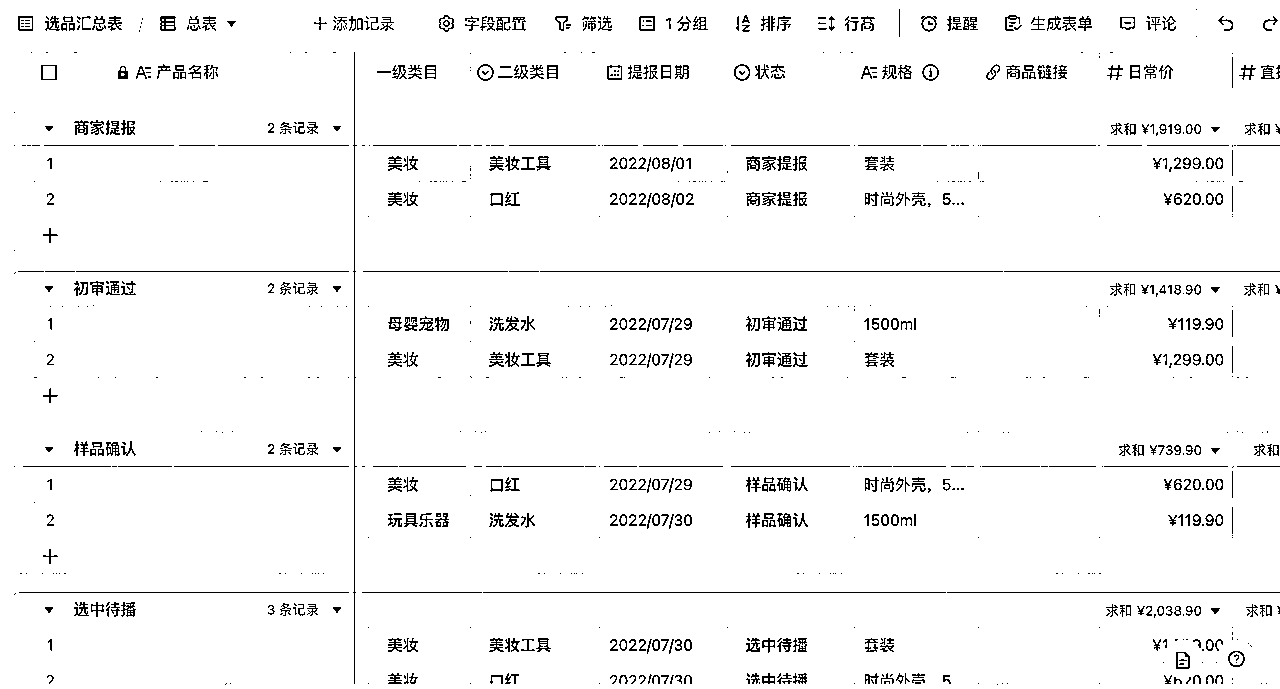 选品汇总表 / 总表 添加记录 字段配置 筛选 1 分组 排序 行高 提醒 生成表单 评论
产品名称 一级类目 二级类目 提报日期 状态 规格 商品链接 日常价
商家提报 2 条记录 求和 ¥1,919.00 求和 ¥
1 美妆 美妆工具 2022/08/01 商家提报 套装 ¥1,299.00
2 美妆 口红 2022/08/02 商家提报 时尚外壳，5... ¥620.00
初审通过 2 条记录 求和 ¥1,418.90 求和 ¥
1 母婴宠物 洗发水 2022/07/29 初审通过 1500ml ¥119.90
2 美妆 美妆工具 2022/07/29 初审通过 套装 ¥1,299.00
样品确认 2 条记录 求和 ¥739.90 求和
1 美妆 口红 2022/07/29 样品确认 时尚外壳，5... ¥620.00
2 玩具乐器 洗发水 2022/07/30 样品确认 1500ml ¥119.90
选中待播 3 条记录 求和 ¥2,038.90 求和 ¥
1 美妆 美妆工具 2022/07/30 选中待播 套装
2 美妆 口红 2022/07/30 选中待播 时尚外壳，5... ¥620.00